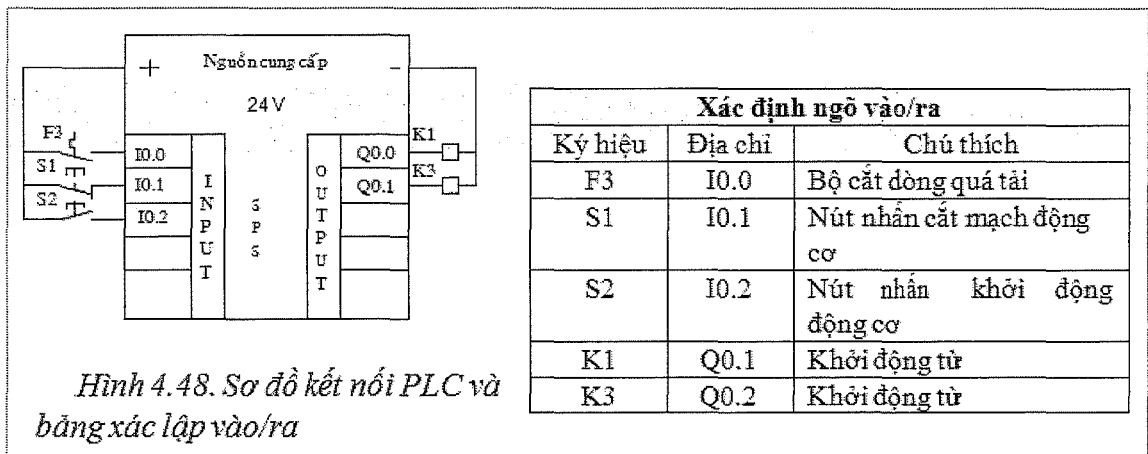 + Nguồn cung cấp -
24V
F3
S1
S2
I0.0
I0.1
I0.2
INPUT
SPS
OUTPUT
Q0.0
Q0.1
K1
K3
Hình 4.48. Sơ đồ kết nối PLC và
bảng xác lập vào/ra
Xác định ngõ vào/ra
Ký hiệu Địa chỉ Chú thích
F3 I0.0 Bộ cắt dòng quá tải
S1 I0.1 Nút nhấn cắt mạch động
cơ
S2 I0.2 Nút nhấn khởi động
động cơ
K1 Q0.1 Khởi động từ
K3 Q0.2 Khởi động từ